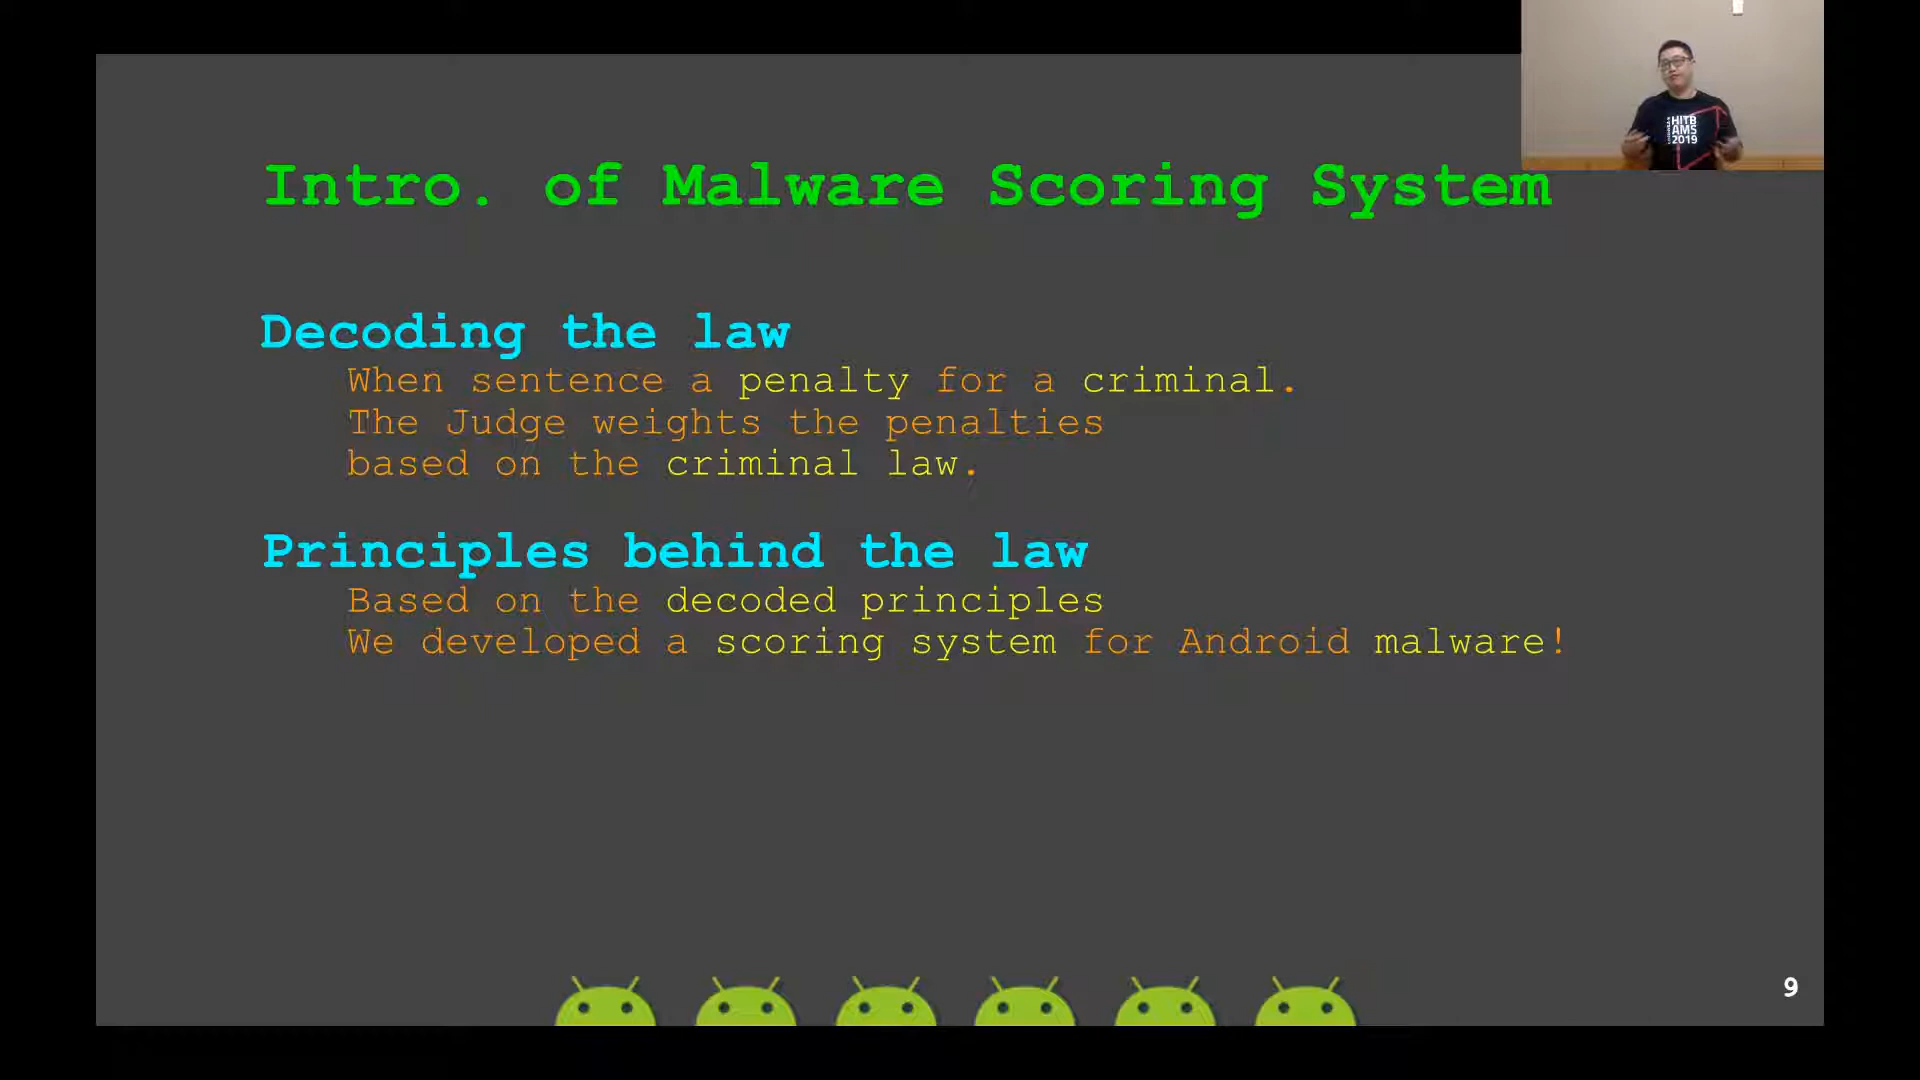 Intro. of Malware Scoring System
HITB
AMS
2019
Decoding the law
When sentence a penalty for a criminal.
The Judge weights the penalties
based on the criminal law.
Principles behind the law
Based on the decoded principles
We developed a scoring system for Android malware!
9